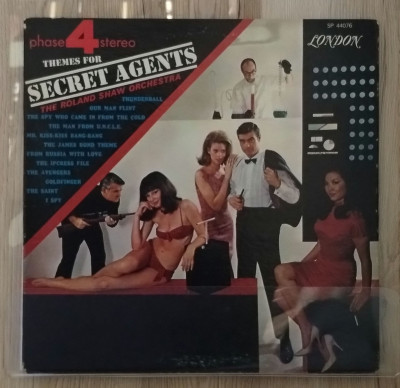 SP 44076
phase 4 stereo
LONDON
THEMES FOR
SECRET AGENTS
THE ROLAND SHAW ORCHESTRA
THUNDERBALL
OUR MAN FLINT
THE SPY WHO CAME IN FROM THE COLD
THE MAN FROM U.N.C.L.E.
MR. KISS KISS BANG BANG
THE JAMES BOND THEME
FROM RUSSIA WITH LOVE
THE IPCRESS FILE
THE AVENGERS
GOLDFINGER
THE SAINT
I SPY